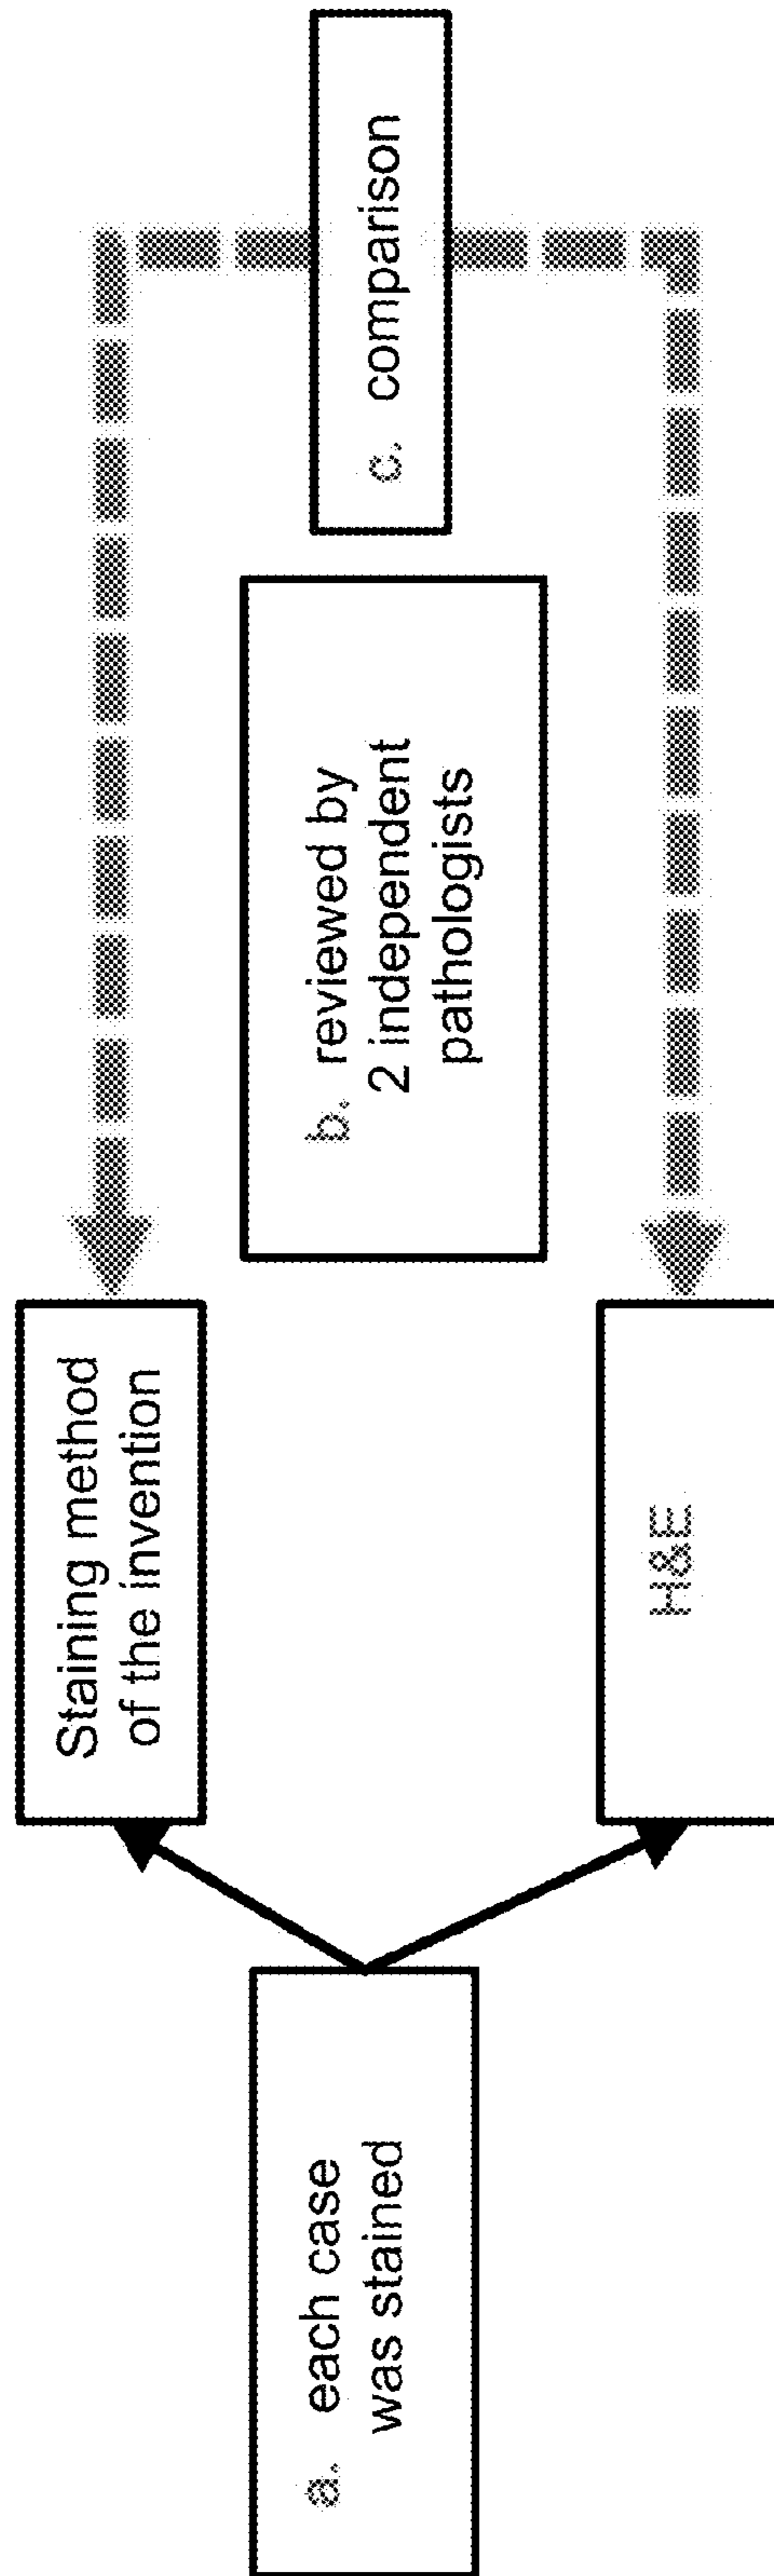 a. each case
was stained
Staining method
of the invention
H&E
b. reviewed by
2 independent
pathologists
c. comparison